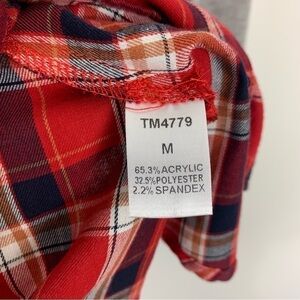 TM4779
M
65.3%ACRYLIC
32.5%POLYESTER
2.2% SPANDEX